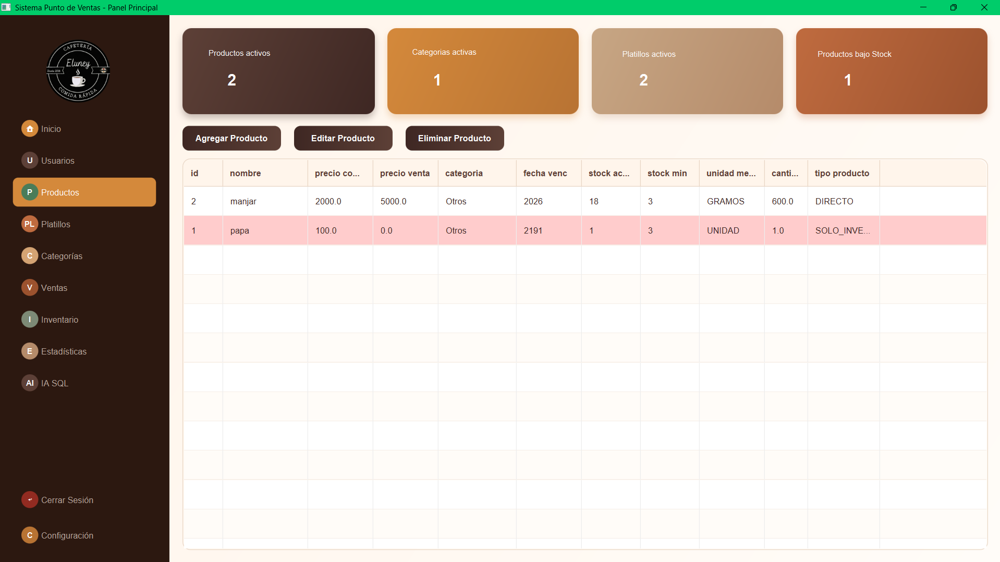 Sistema Punto de Ventas - Panel Principal
CAFETERÍA
Eluney
Desde 2018
COMIDA RÁPIDA
Inicio
U Usuarios
P Productos
PL Platillos
C Categorías
V Ventas
I Inventario
E Estadísticas
AI IA SQL
Cerrar Sesión
C Configuración
Productos activos
2
Categorias activas
1
Platillos activos
2
Productos bajo Stock
1
Agregar Producto Editar Producto Eliminar Producto
id nombre precio co... precio venta categoria fecha venc stock ac... stock min unidad me... canti... tipo producto
2 manjar 2000.0 5000.0 Otros 2026 18 3 GRAMOS 600.0 DIRECTO
1 papa 100.0 0.0 Otros 2191 1 3 UNIDAD 1.0 SOLO_INVE...